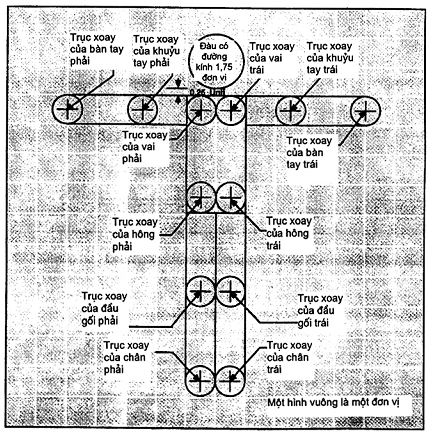 Trục xoay
của bàn tay
phải
Trục xoay
của khuỷu
tay phải
Đầu có
đường
kính 1,75
đơn vị
Trục xoay
của vai
trái
Trục xoay
của khuỷu
tay trái
0.25 Unit
Trục xoay
của vai
phải
Trục xoay
của bàn
tay trái
Trục xoay
của hông
phải
Trục xoay
của hông
trái
Trục xoay
của đầu
gối phải
Trục xoay
của đầu
gối trái
Trục xoay
của chân
phải
Trục xoay
của chân
trái
Một hình vuông là một đơn vị